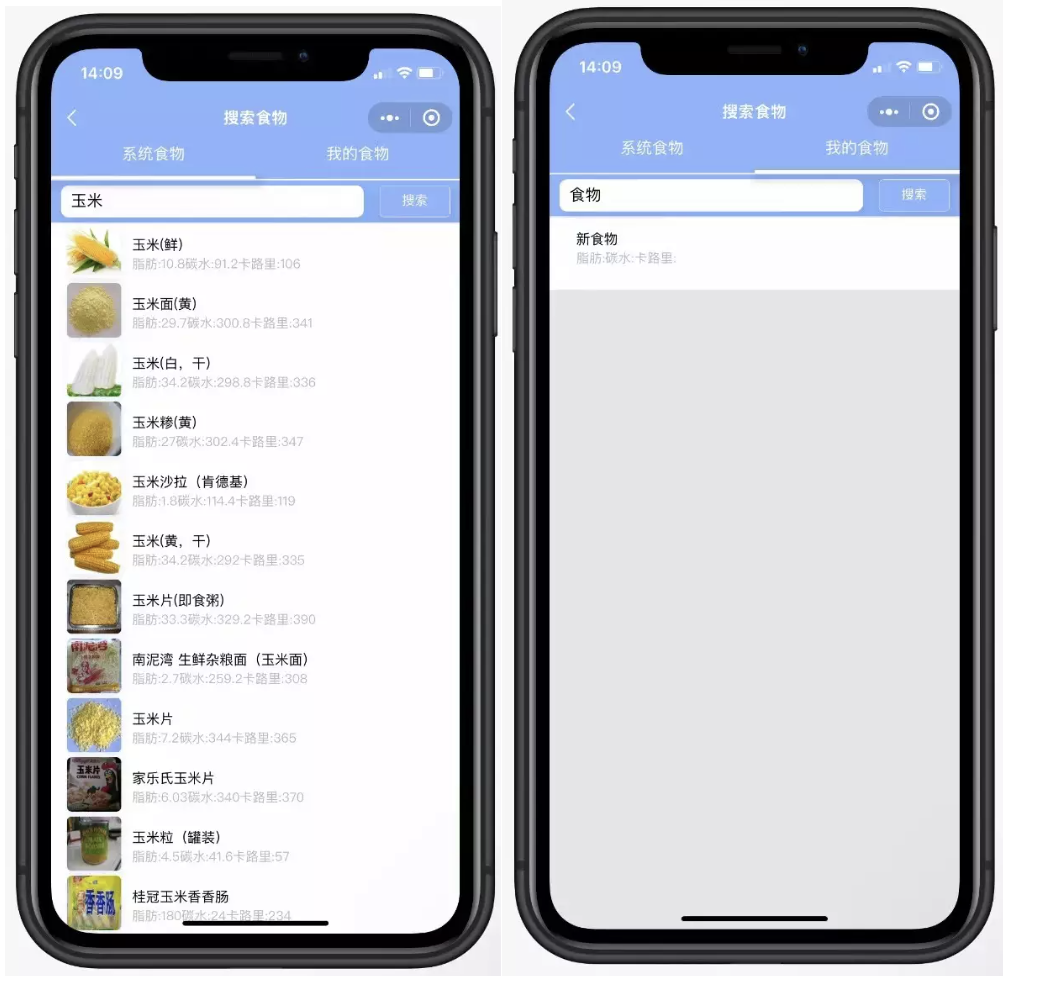 14:09
搜索食物
系统食物
我的食物
玉米
搜索
玉米(鲜)
脂肪:10.8碳水:91.2卡路里:106
玉米面(黄)
脂肪:29.7碳水:300.8卡路里:341
玉米(白，干)
脂肪:34.2碳水:298.8卡路里:336
玉米糁(黄)
脂肪:27碳水:302.4卡路里:347
玉米沙拉（肯德基）
脂肪:1.8碳水:114.4卡路里:119
玉米(黄，干)
脂肪:34.2碳水:292卡路里:335
玉米片(即食粥)
脂肪:33.3碳水:329.2卡路里:390
南泥湾 生鲜杂粮面（玉米面）
脂肪:2.7碳水:259.2卡路里:308
玉米片
脂肪:7.2碳水:344卡路里:365
玉米片
家乐氏玉米片
脂肪:6.03碳水:340卡路里:370
玉米粒（罐装）
脂肪:4.5碳水:41.6卡路里:57
香香肠
桂冠玉米香香肠
脂肪:180碳水:24卡路里:234
14:09
搜索食物
系统食物
我的食物
食物
搜索
新食物
脂肪:碳水:卡路里: